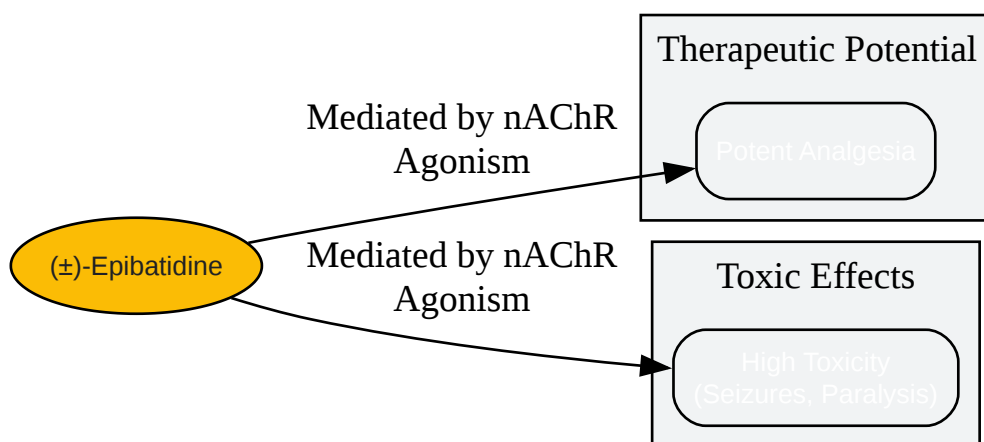 Therapeutic Potential
Mediated by nAChR
Agonism
Potent Analgesia
(±)-Epibatidine
Mediated by nAChR
Agonism
Toxic Effects
High Toxicity
(Seizures, Paralysis)